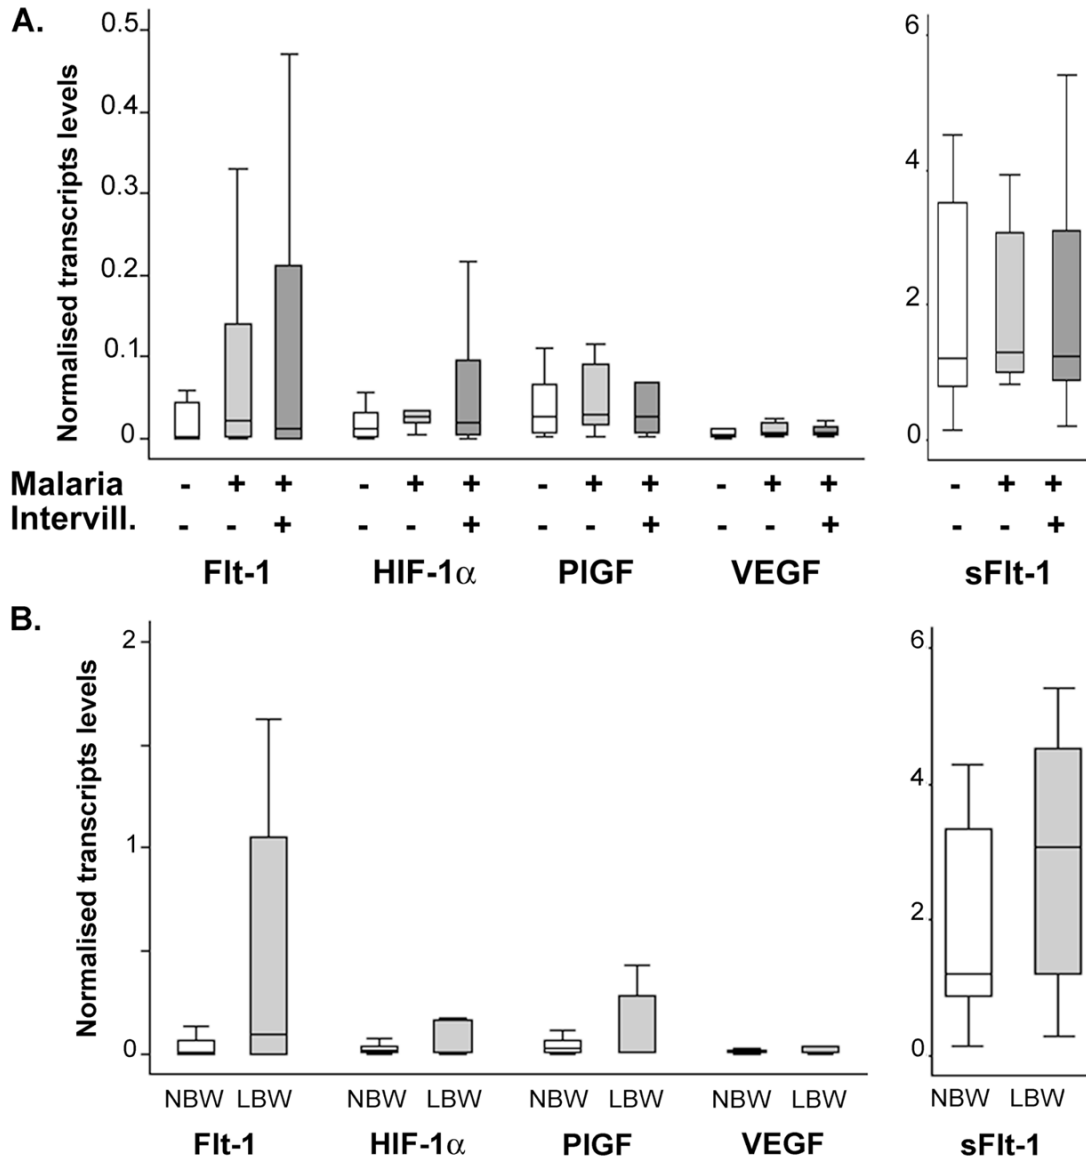 A.
Normalised transcripts levels
0.5
0.4
0.3
0.2
0.1
0
6
4
2
0
Malaria - + + - + + - + + - + + - + +
Intervill. - - + - - + - - + - - + - - +
Flt-1 HIF-1α PlGF VEGF sFlt-1
B.
Normalised transcripts levels
2
1
0
6
4
2
0
NBW LBW NBW LBW NBW LBW NBW LBW NBW LBW
Flt-1 HIF-1α PlGF VEGF sFlt-1